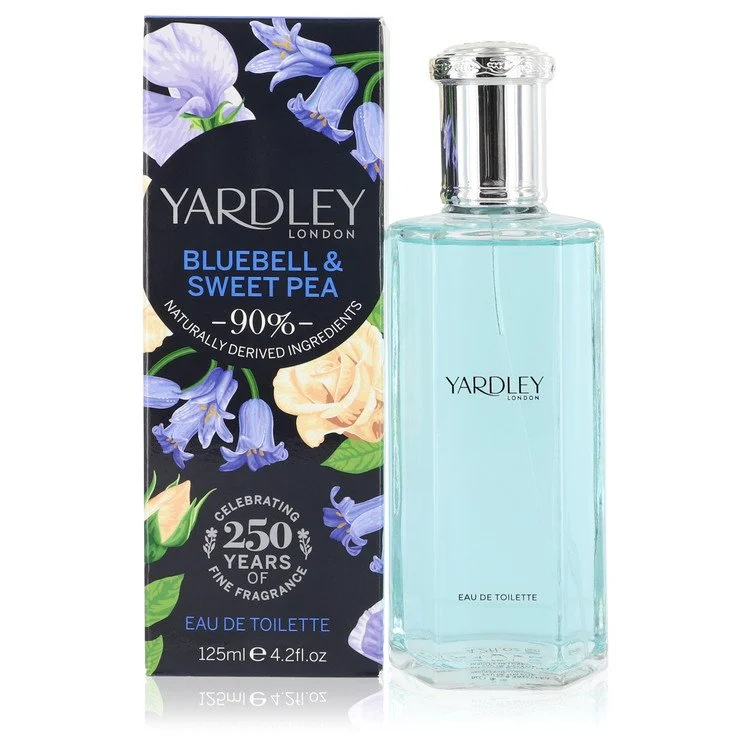 YARDLEY
LONDON
BLUEBELL &
SWEET PEA
-90%-
NATURALLY DERIVED INGREDIENTS
CELEBRATING
250
YEARS
OF
FINE FRAGRANCE
EAU DE TOILETTE
125ml e 4.2fl.oz
YARDLEY
LONDON
EAU DE TOILETTE